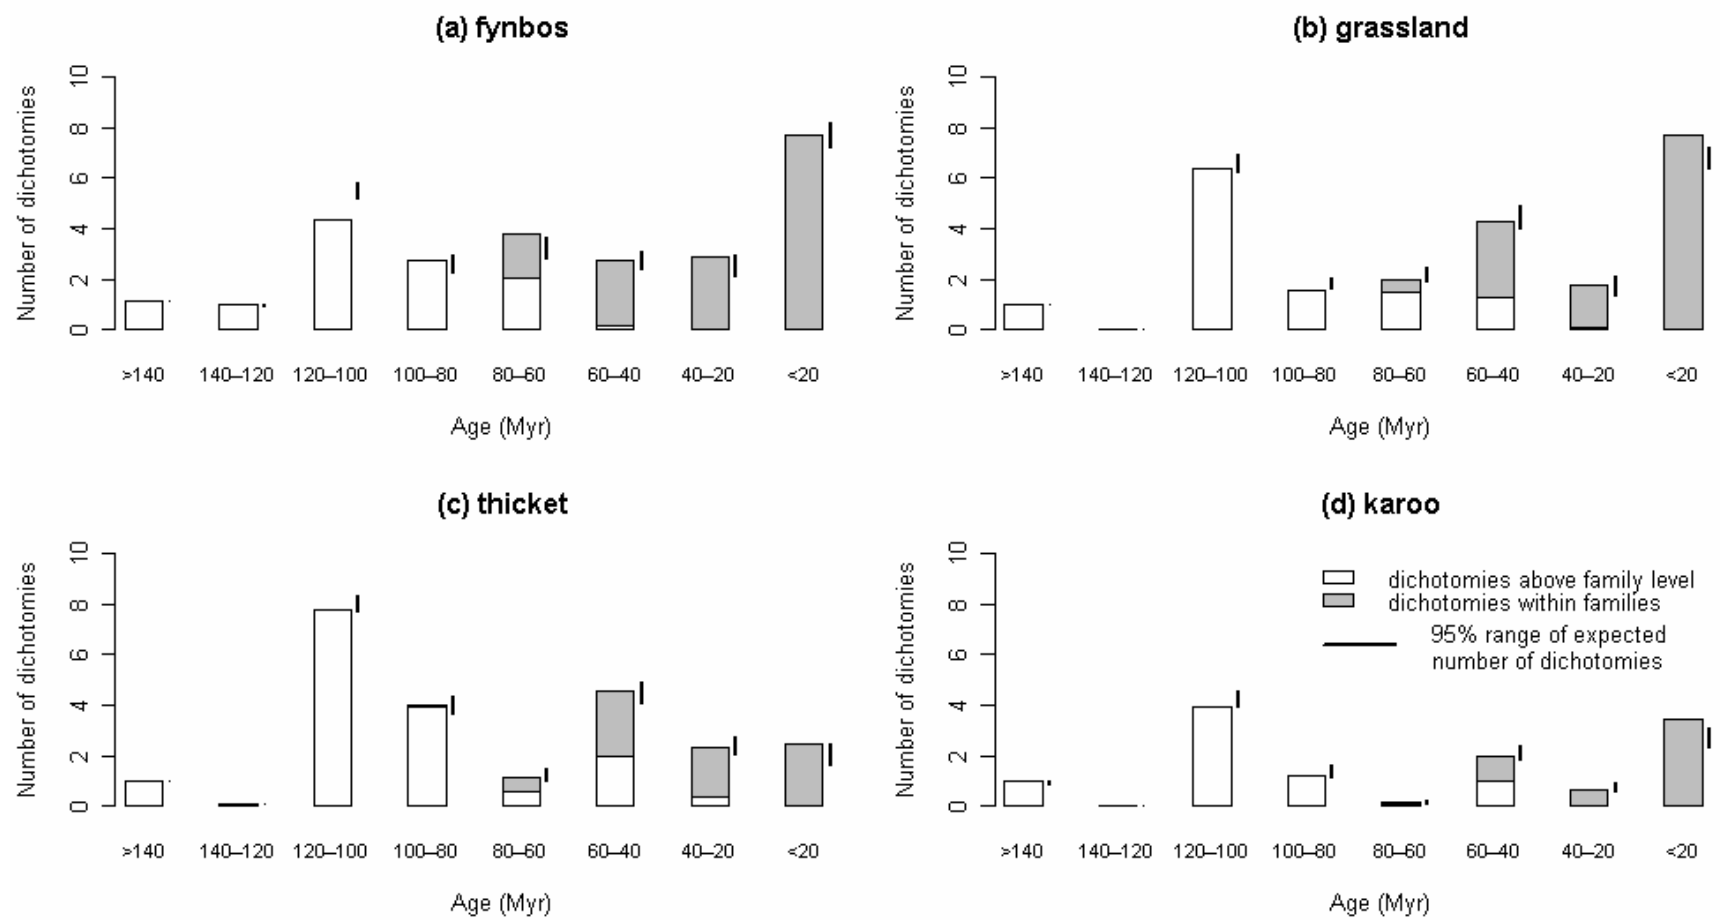 (a) fynbos
Number of dichotomies
10
8
6
4
2
0
>140 140–120 120–100 100–80 80–60 60–40 40–20 <20
Age (Myr)
(b) grassland
Number of dichotomies
10
8
6
4
2
0
>140 140–120 120–100 100–80 80–60 60–40 40–20 <20
Age (Myr)
(c) thicket
Number of dichotomies
10
8
6
4
2
0
>140 140–120 120–100 100–80 80–60 60–40 40–20 <20
Age (Myr)
(d) karoo
Number of dichotomies
10
8
6
4
2
0
dichotomies above family level
dichotomies within families
95% range of expected
number of dichotomies
>140 140–120 120–100 100–80 80–60 60–40 40–20 <20
Age (Myr)